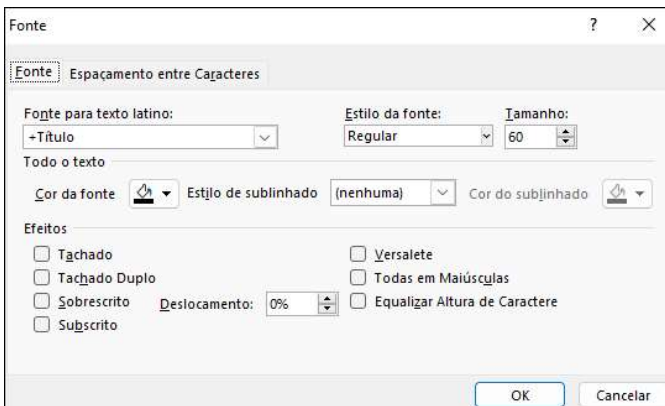 Fonte ? X
Fonte Espaçamento entre Caracteres
Fonte para texto latino: Estilo da fonte: Tamanho:
+Título Regular 60
Todo o texto
Cor da fonte Estilo de sublinhado (nenhuma) Cor do sublinhado
Efeitos
Tachado Versalete
Tachado Duplo Todas em Maiúsculas
Sobrescrito Deslocamento: 0% Equalizar Altura de Caractere
Subscrito
OK Cancelar